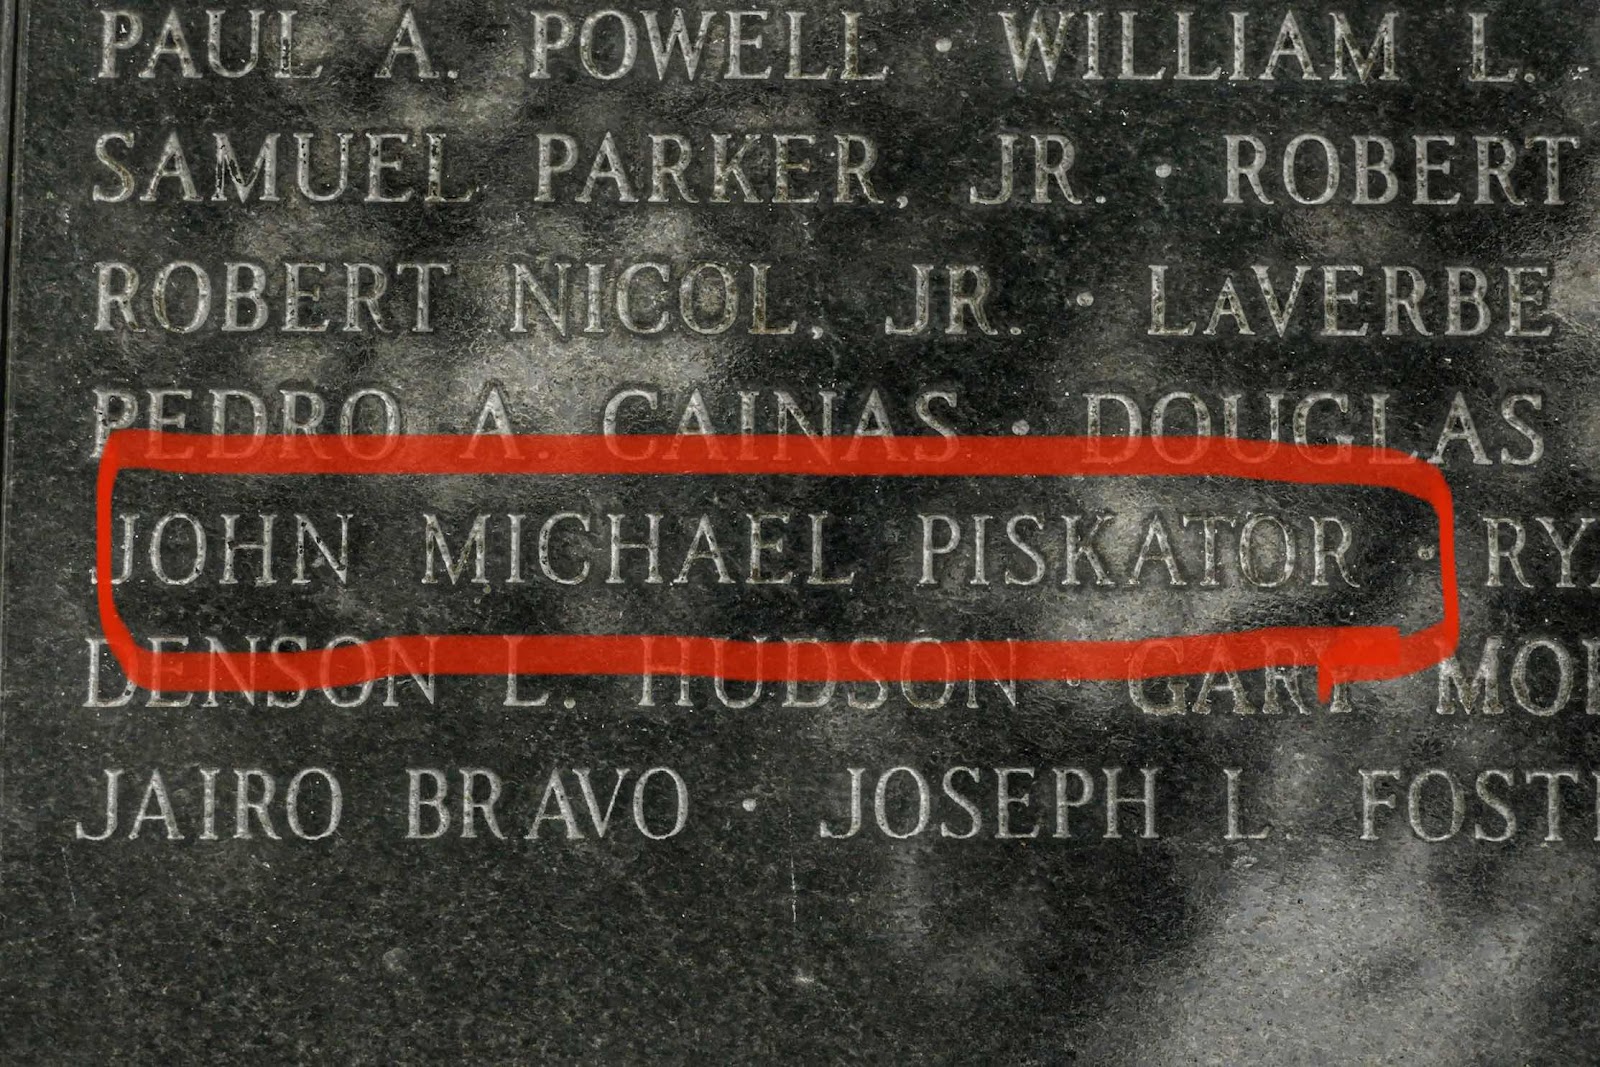 PAUL A. POWELL · WILLIAM L.
SAMUEL PARKER, JR. · ROBERT
ROBERT NICOL, JR. · LAVERBE
PEDRO A. CAINAS · DOUGLAS
JOHN MICHAEL PISKATOR ·
DENSON L. HUDSON · GARY
JAIRO BRAVO · JOSEPH L.